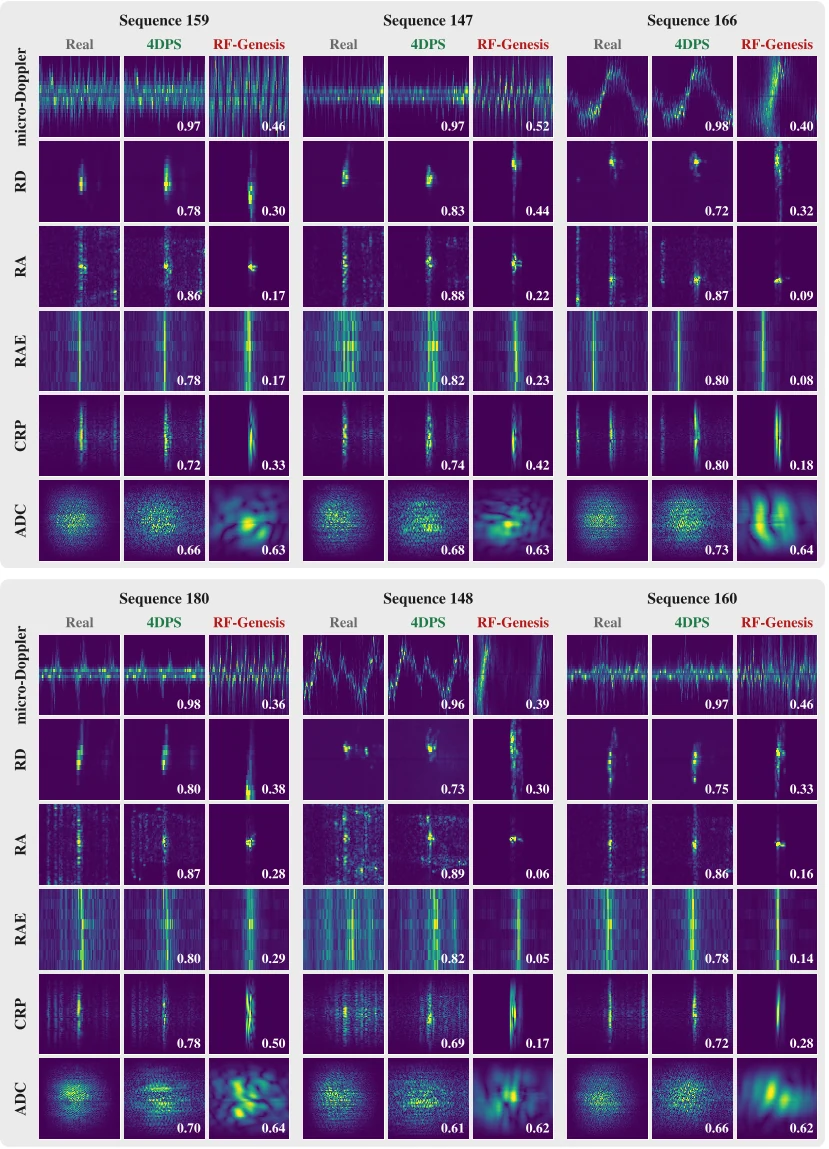 Sequence 159 Sequence 147 Sequence 166
Real 4DPS RF-Genesis Real 4DPS RF-Genesis Real 4DPS RF-Genesis
micro-Doppler 0.97 0.46 0.97 0.52 0.98 0.40
RD 0.78 0.30 0.83 0.44 0.72 0.32
RA 0.86 0.17 0.88 0.22 0.87 0.09
RAE 0.78 0.17 0.82 0.23 0.80 0.08
CRP 0.72 0.33 0.74 0.42 0.80 0.18
ADC 0.66 0.63 0.68 0.63 0.73 0.64
Sequence 180 Sequence 148 Sequence 160
Real 4DPS RF-Genesis Real 4DPS RF-Genesis Real 4DPS RF-Genesis
micro-Doppler 0.98 0.36 0.96 0.39 0.97 0.46
RD 0.80 0.38 0.73 0.30 0.75 0.33
RA 0.87 0.28 0.89 0.06 0.86 0.16
RAE 0.80 0.29 0.82 0.05 0.78 0.14
CRP 0.78 0.50 0.69 0.17 0.72 0.28
ADC 0.70 0.64 0.61 0.62 0.66 0.62